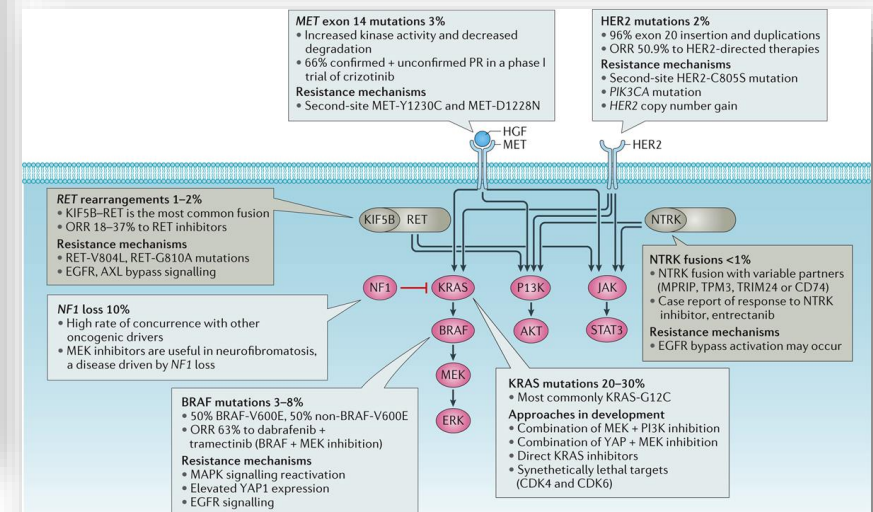 MET exon 14 mutations 3%
• Increased kinase activity and decreased
degradation
• 66% confirmed + unconfirmed PR in a phase I
trial of crizotinib
Resistance mechanisms
• Second-site MET-Y1230C and MET-D1228N
HER2 mutations 2%
• 96% exon 20 insertion and duplications
• ORR 50.9% to HER2-directed therapies
Resistance mechanisms
• Second-site HER2-C805S mutation
• PIK3CA mutation
• HER2 copy number gain
HGF
MET
HER2
RET rearrangements 1–2%
• KIF5B–RET is the most common fusion
• ORR 18–37% to RET inhibitors
Resistance mechanisms
• RET-V804L, RET-G810A mutations
• EGFR, AXL bypass signalling
KIF5B RET
NTRK
NTRK fusions <1%
• NTRK fusion with variable partners
(MPRIP, TPM3, TRIM24 or CD74)
• Case report of response to NTRK
inhibitor, entrectanib
Resistance mechanisms
• EGFR bypass activation may occur
NF1
KRAS
P13K
JAK
NF1 loss 10%
• High rate of concurrence with other
oncogenic drivers
• MEK inhibitors are useful in neurofibromatosis,
a disease driven by NF1 loss
BRAF
AKT
STAT3
MEK
ERK
BRAF mutations 3–8%
• 50% BRAF-V600E, 50% non-BRAF-V600E
• ORR 63% to dabrafenib +
trametinib (BRAF + MEK inhibition)
Resistance mechanisms
• MAPK signalling reactivation
• Elevated YAP1 expression
• EGFR signalling
KRAS mutations 20–30%
• Most commonly KRAS-G12C
Approaches in development
• Combination of MEK + PI3K inhibition
• Combination of YAP + MEK inhibition
• Direct KRAS inhibitors
• Synethetically lethal targets
(CDK4 and CDK6)